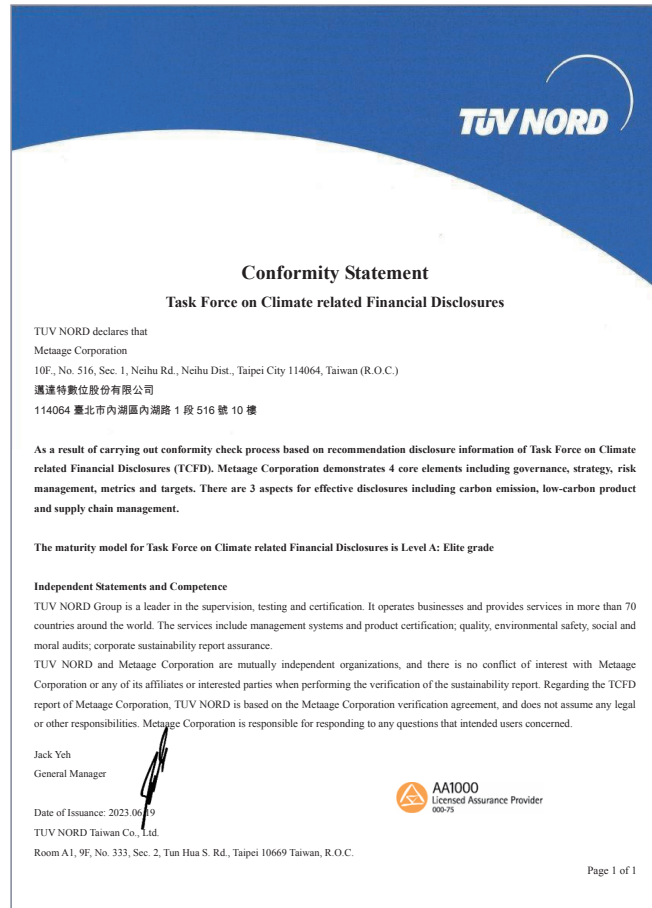 TÜV NORD
Conformity Statement
Task Force on Climate related Financial Disclosures
TUV NORD declares that
Metaage Corporation
10F., No. 516, Sec. 1, Neihu Rd., Neihu Dist., Taipei City 114064, Taiwan (R.O.C.)
邁達特數位股份有限公司
114064 臺北市內湖區內湖路 1 段 516 號 10 樓
As a result of carrying out conformity check process based on recommendation disclosure information of Task Force on Climate
related Financial Disclosures (TCFD). Metaage Corporation demonstrates 4 core elements including governance, strategy, risk
management, metrics and targets. There are 3 aspects for effective disclosures including carbon emission, low-carbon product
and supply chain management.
The maturity model for Task Force on Climate related Financial Disclosures is Level A: Elite grade
Independent Statements and Competence
TUV NORD Group is a leader in the supervision, testing and certification. It operates businesses and provides services in more than 70
countries around the world. The services include management systems and product certification; quality, environmental safety, social and
moral audits; corporate sustainability report assurance.
TUV NORD and Metaage Corporation are mutually independent organizations, and there is no conflict of interest with Metaage
Corporation or any of its affiliates or interested parties when performing the verification of the sustainability report. Regarding the TCFD
report of Metaage Corporation, TUV NORD is based on the Metaage Corporation verification agreement, and does not assume any legal
or other responsibilities. Metaage Corporation is responsible for responding to any questions that intended users concerned.
Jack Yeh
General Manager
AA1000
Licensed Assurance Provider
000-75
Date of Issuance: 2023.06.19
TUV NORD Taiwan Co., Ltd.
Room A1, 9F, No. 333, Sec. 2, Tun Hua S. Rd., Taipei 10669 Taiwan, R.O.C.
Page 1 of 1